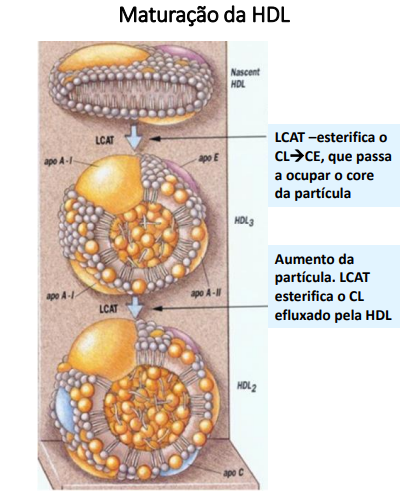 Maturação da HDL
Nascent
HDL
LCAT
LCAT –esterifica o
CL→CE, que passa
a ocupar o core
da partícula
apo A-I
apo E
HDL3
Aumento da
partícula. LCAT
esterifica o CL
efluxado pela HDL
apo A-I
apo A-II
LCAT
HDL2
apo C